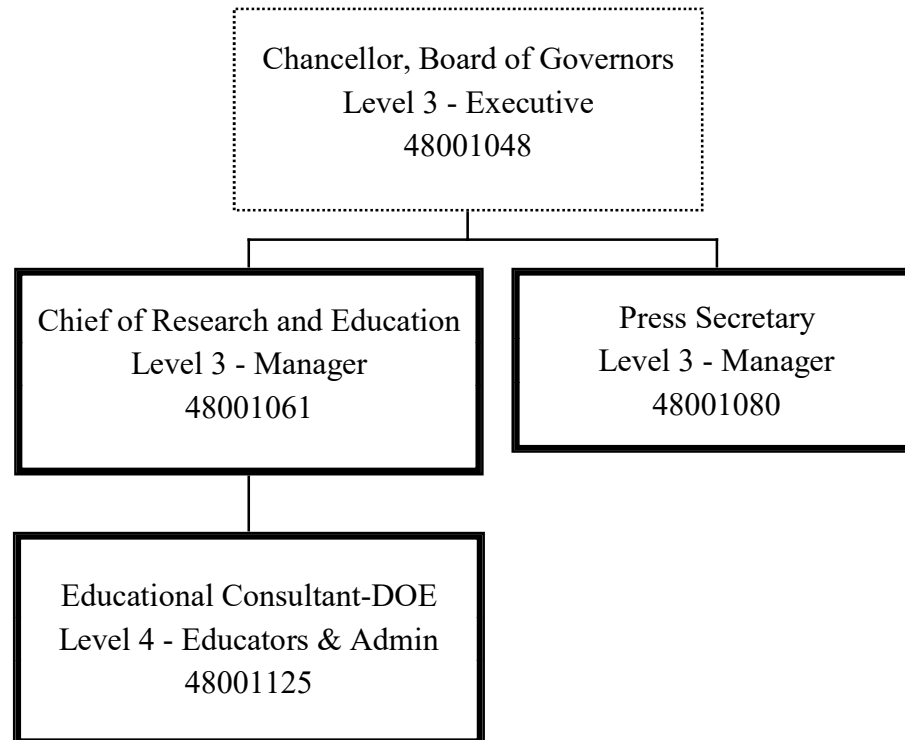 Chancellor, Board of Governors
Level 3 - Executive
48001048
Chief of Research and Education
Level 3 - Manager
48001061
Press Secretary
Level 3 - Manager
48001080
Educational Consultant-DOE
Level 4 - Educators & Admin
48001125